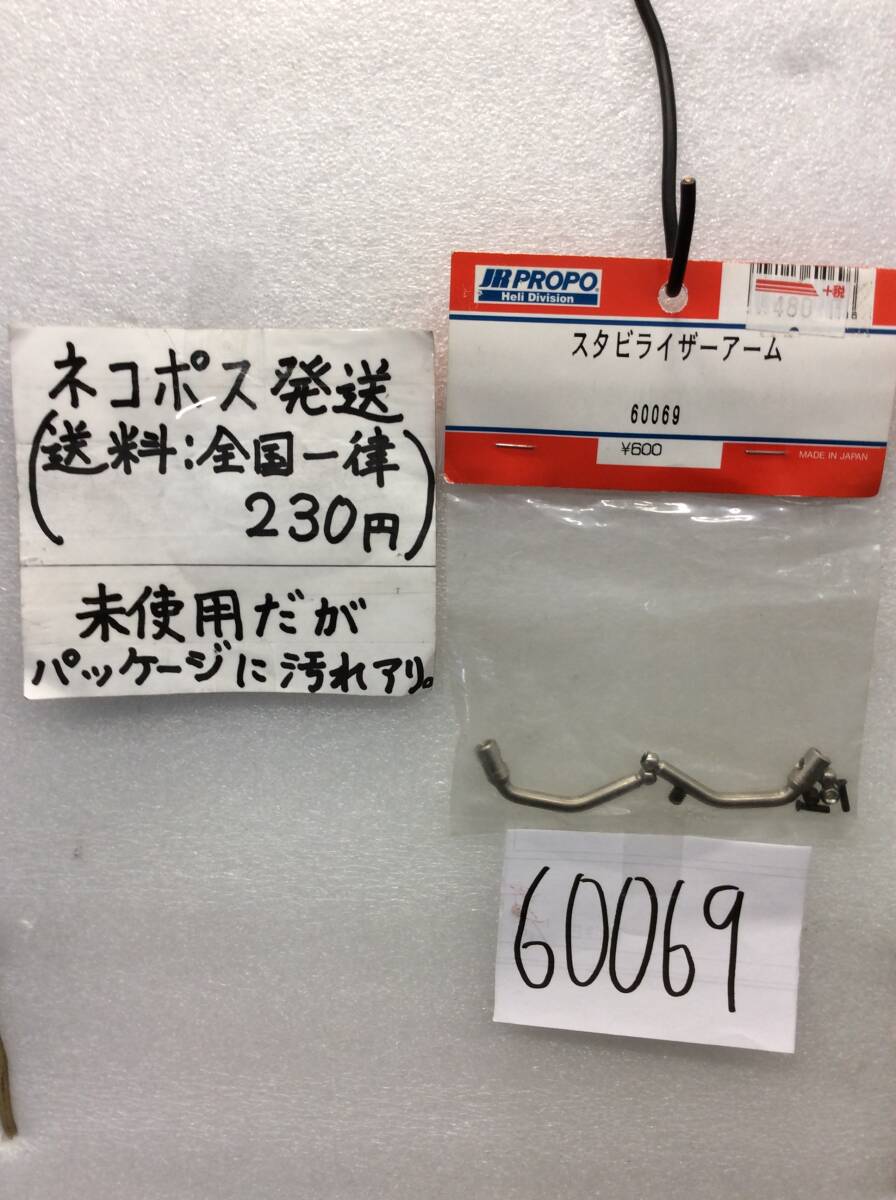 ネコポス発送
(送料:全国一律
230円)
未使用だが
パッケージに汚れアリ。
JR PROPO
Heli Division
+税
480
スタビライザーアーム
60069
¥600
MADE IN JAPAN
60069